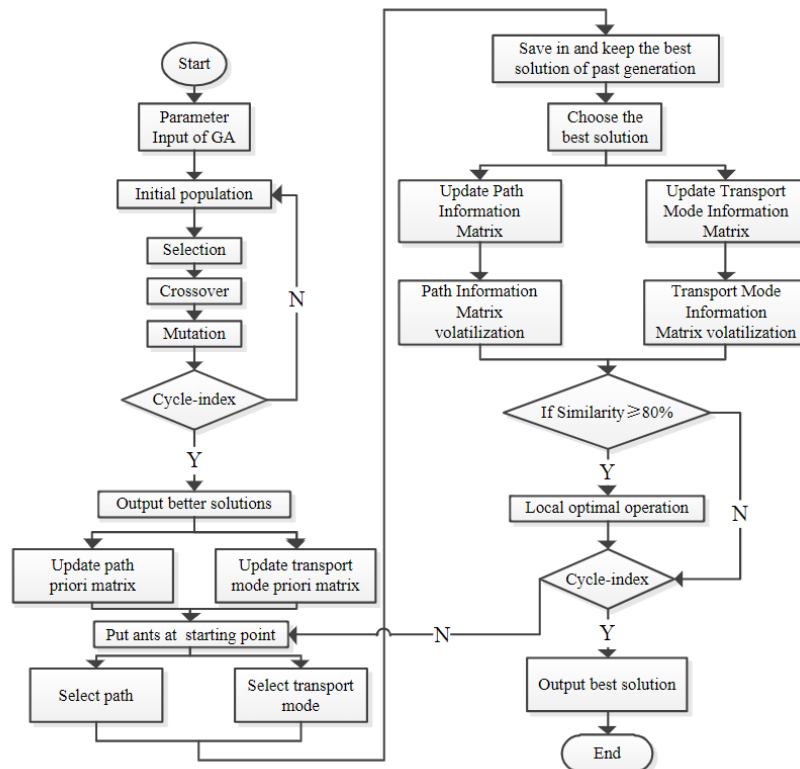 Start
Parameter
Input of GA
Initial population
Selection
Crossover
Mutation
N
Cycle-index
Y
Output better solutions
Update path
priori matrix
Update transport
mode priori matrix
Put ants at starting point
Select path
Select transport
mode
Save in and keep the best
solution of past generation
Choose the
best solution
Update Path
Information
Matrix
Update Transport
Mode Information
Matrix
Path Information
Matrix
volatilization
Transport Mode
Information
Matrix volatilization
If Similarity≥80%
Y
N
Local optimal operation
Cycle-index
N
Y
Output best solution
End